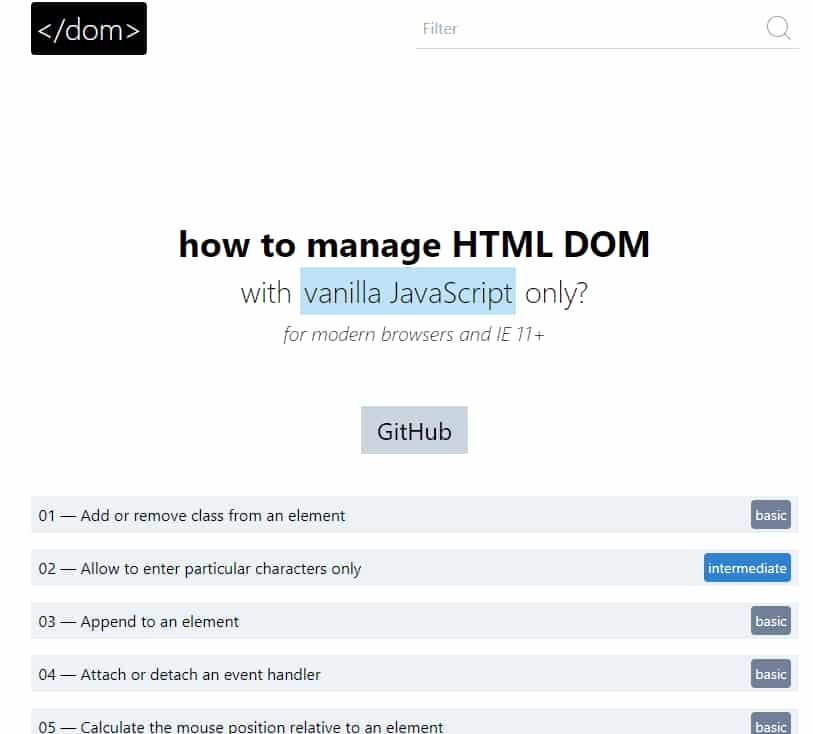 </dom>
Filter
how to manage HTML DOM
with vanilla JavaScript only?
for modern browsers and IE 11+
GitHub
01 — Add or remove class from an element basic
02 — Allow to enter particular characters only intermediate
03 — Append to an element basic
04 — Attach or detach an event handler basic
05 — Calculate the mouse position relative to an element basic